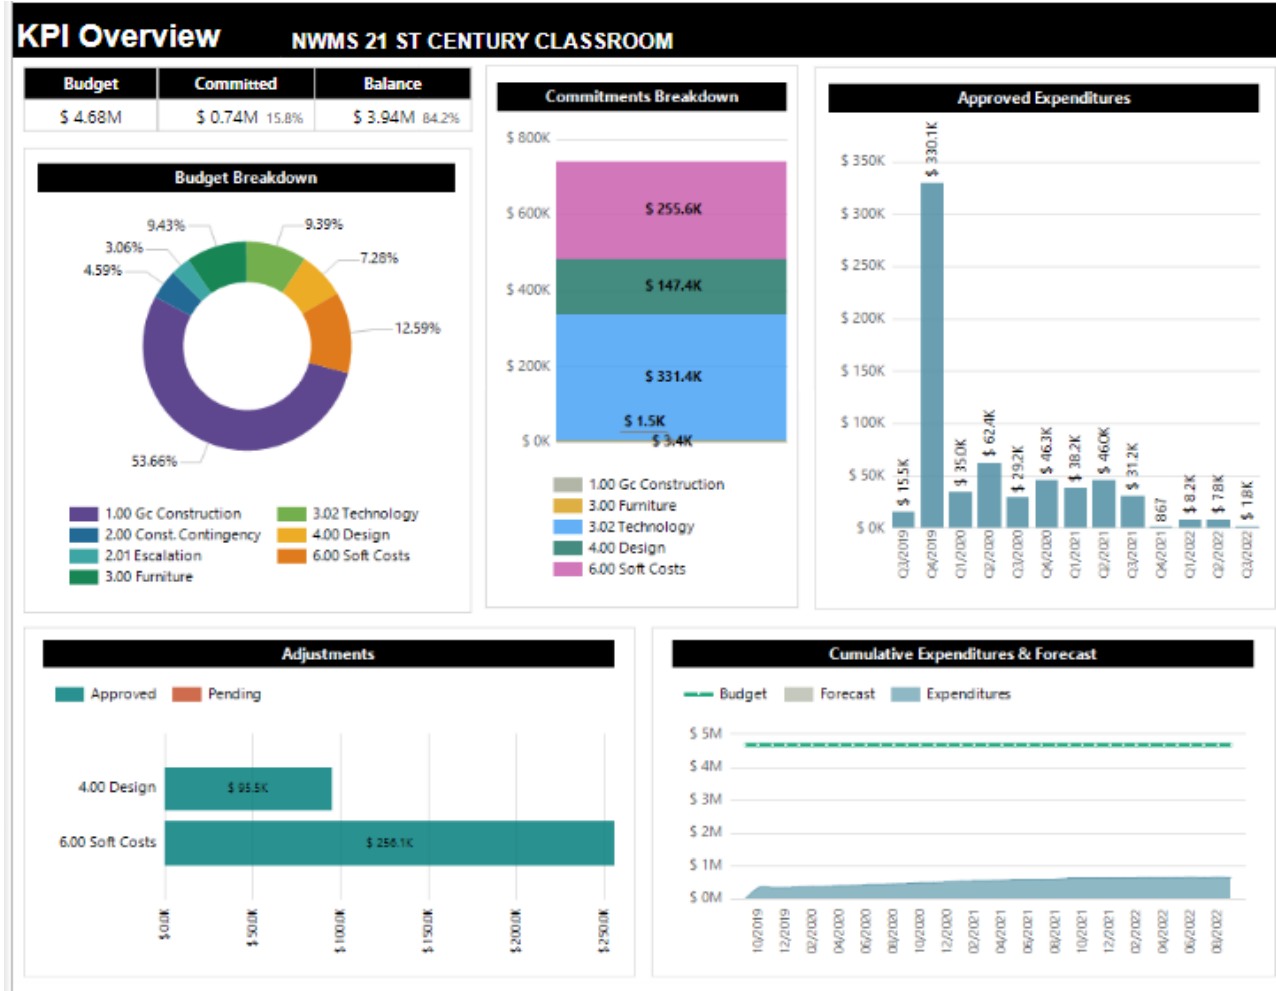 KPI Overview NWMS 21 ST CENTURY CLASSROOM
Budget Committed Balance
$ 4.68M $ 0.74M 15.8% $ 3.94M 84.2%
Budget Breakdown
9.43%
9.39%
3.06%
7.28%
4.59%
12.59%
53.66%
1.00 Gc Construction
2.00 Const. Contingency
2.01 Escalation
3.00 Furniture
3.02 Technology
4.00 Design
6.00 Soft Costs
Commitments Breakdown
$ 800K
$ 600K
$ 400K
$ 200K
$ 0K
$ 255.6K
$ 147.4K
$ 331.4K
$ 1.5K
$ 3.4K
1.00 Gc Construction
3.00 Furniture
3.02 Technology
4.00 Design
6.00 Soft Costs
Approved Expenditures
$ 350K
$ 300K
$ 250K
$ 200K
$ 150K
$ 100K
$ 50K
$ 0K
$ 15.5K
$ 330.1K
$ 35.0K
$ 62.4K
$ 29.2K
$ 46.3K
$ 38.2K
$ 46.0K
$ 31.2K
867
$ 8.2K
$ 7.8K
$ 1.8K
Q3/2019
Q4/2019
Q1/2020
Q2/2020
Q3/2020
Q4/2020
Q1/2021
Q2/2021
Q3/2021
Q4/2021
Q1/2022
Q2/2022
Q3/2022
Adjustments
Approved Pending
4.00 Design
$ 95.5K
6.00 Soft Costs
$ 256.1K
$ 0.0K
$ 50.0K
$ 100.0K
$ 150.0K
$ 200.0K
$ 250.0K
Cumulative Expenditures & Forecast
Budget Forecast Expenditures
$ 5M
$ 4M
$ 3M
$ 2M
$ 1M
$ 0M
10/2019
12/2019
02/2020
04/2020
06/2020
08/2020
10/2020
12/2020
02/2021
04/2021
06/2021
08/2021
10/2021
12/2021
02/2022
04/2022
06/2022
08/2022